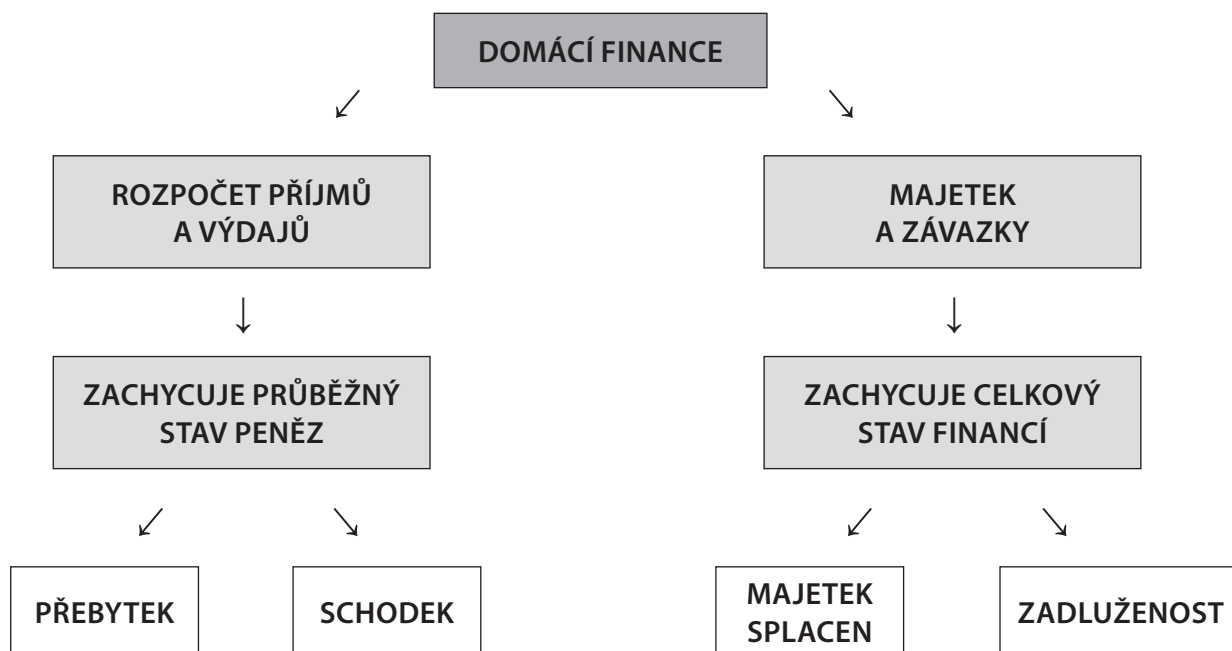 DOMÁCÍ FINANCE
ROZPOČET PŘÍJMŮ
A VÝDAJŮ
MAJETEK
A ZÁVAZKY
ZACHYCUJE PRŮBĚŽNÝ
STAV PENĚZ
ZACHYCUJE CELKOVÝ
STAV FINANCÍ
PŘEBYTEK
SCHODEK
MAJETEK
SPLACEN
ZADLUŽENOST